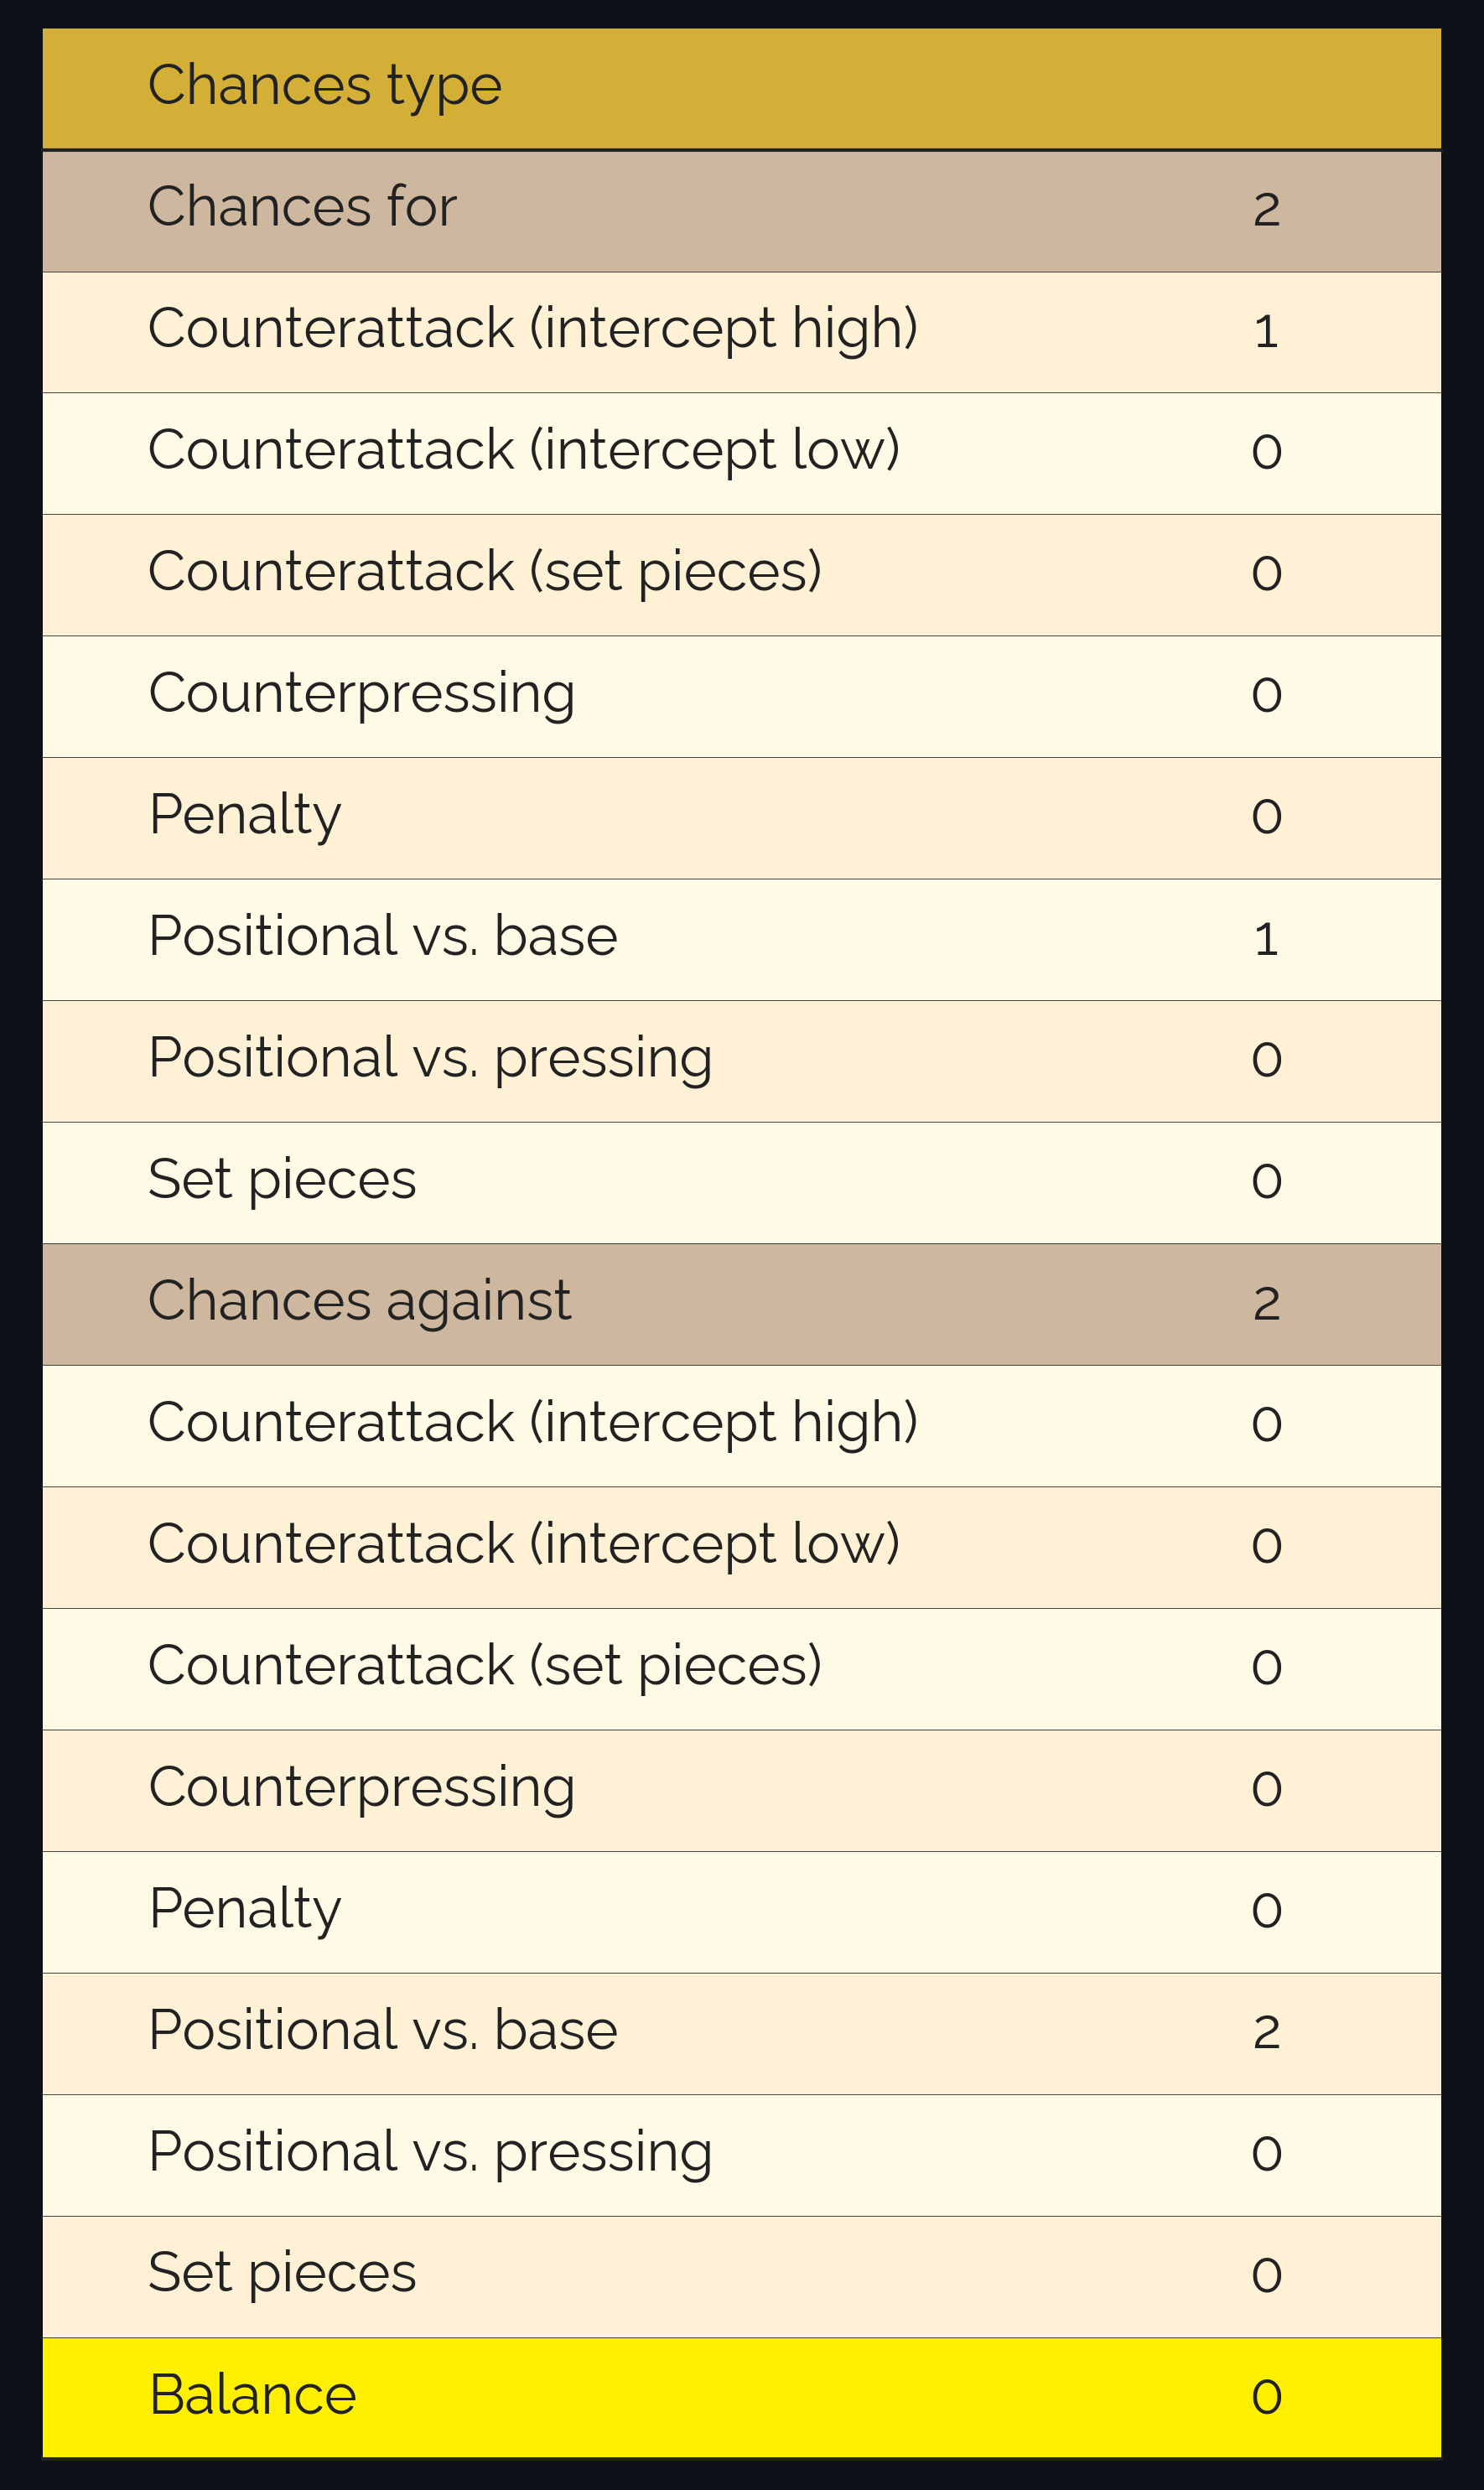 Chances type
Chances for 2
Counterattack (intercept high) 1
Counterattack (intercept low) 0
Counterattack (set pieces) 0
Counterpressing 0
Penalty 0
Positional vs. base 1
Positional vs. pressing 0
Set pieces 0
Chances against 2
Counterattack (intercept high) 0
Counterattack (intercept low) 0
Counterattack (set pieces) 0
Counterpressing 0
Penalty 0
Positional vs. base 2
Positional vs. pressing 0
Set pieces 0
Balance 0